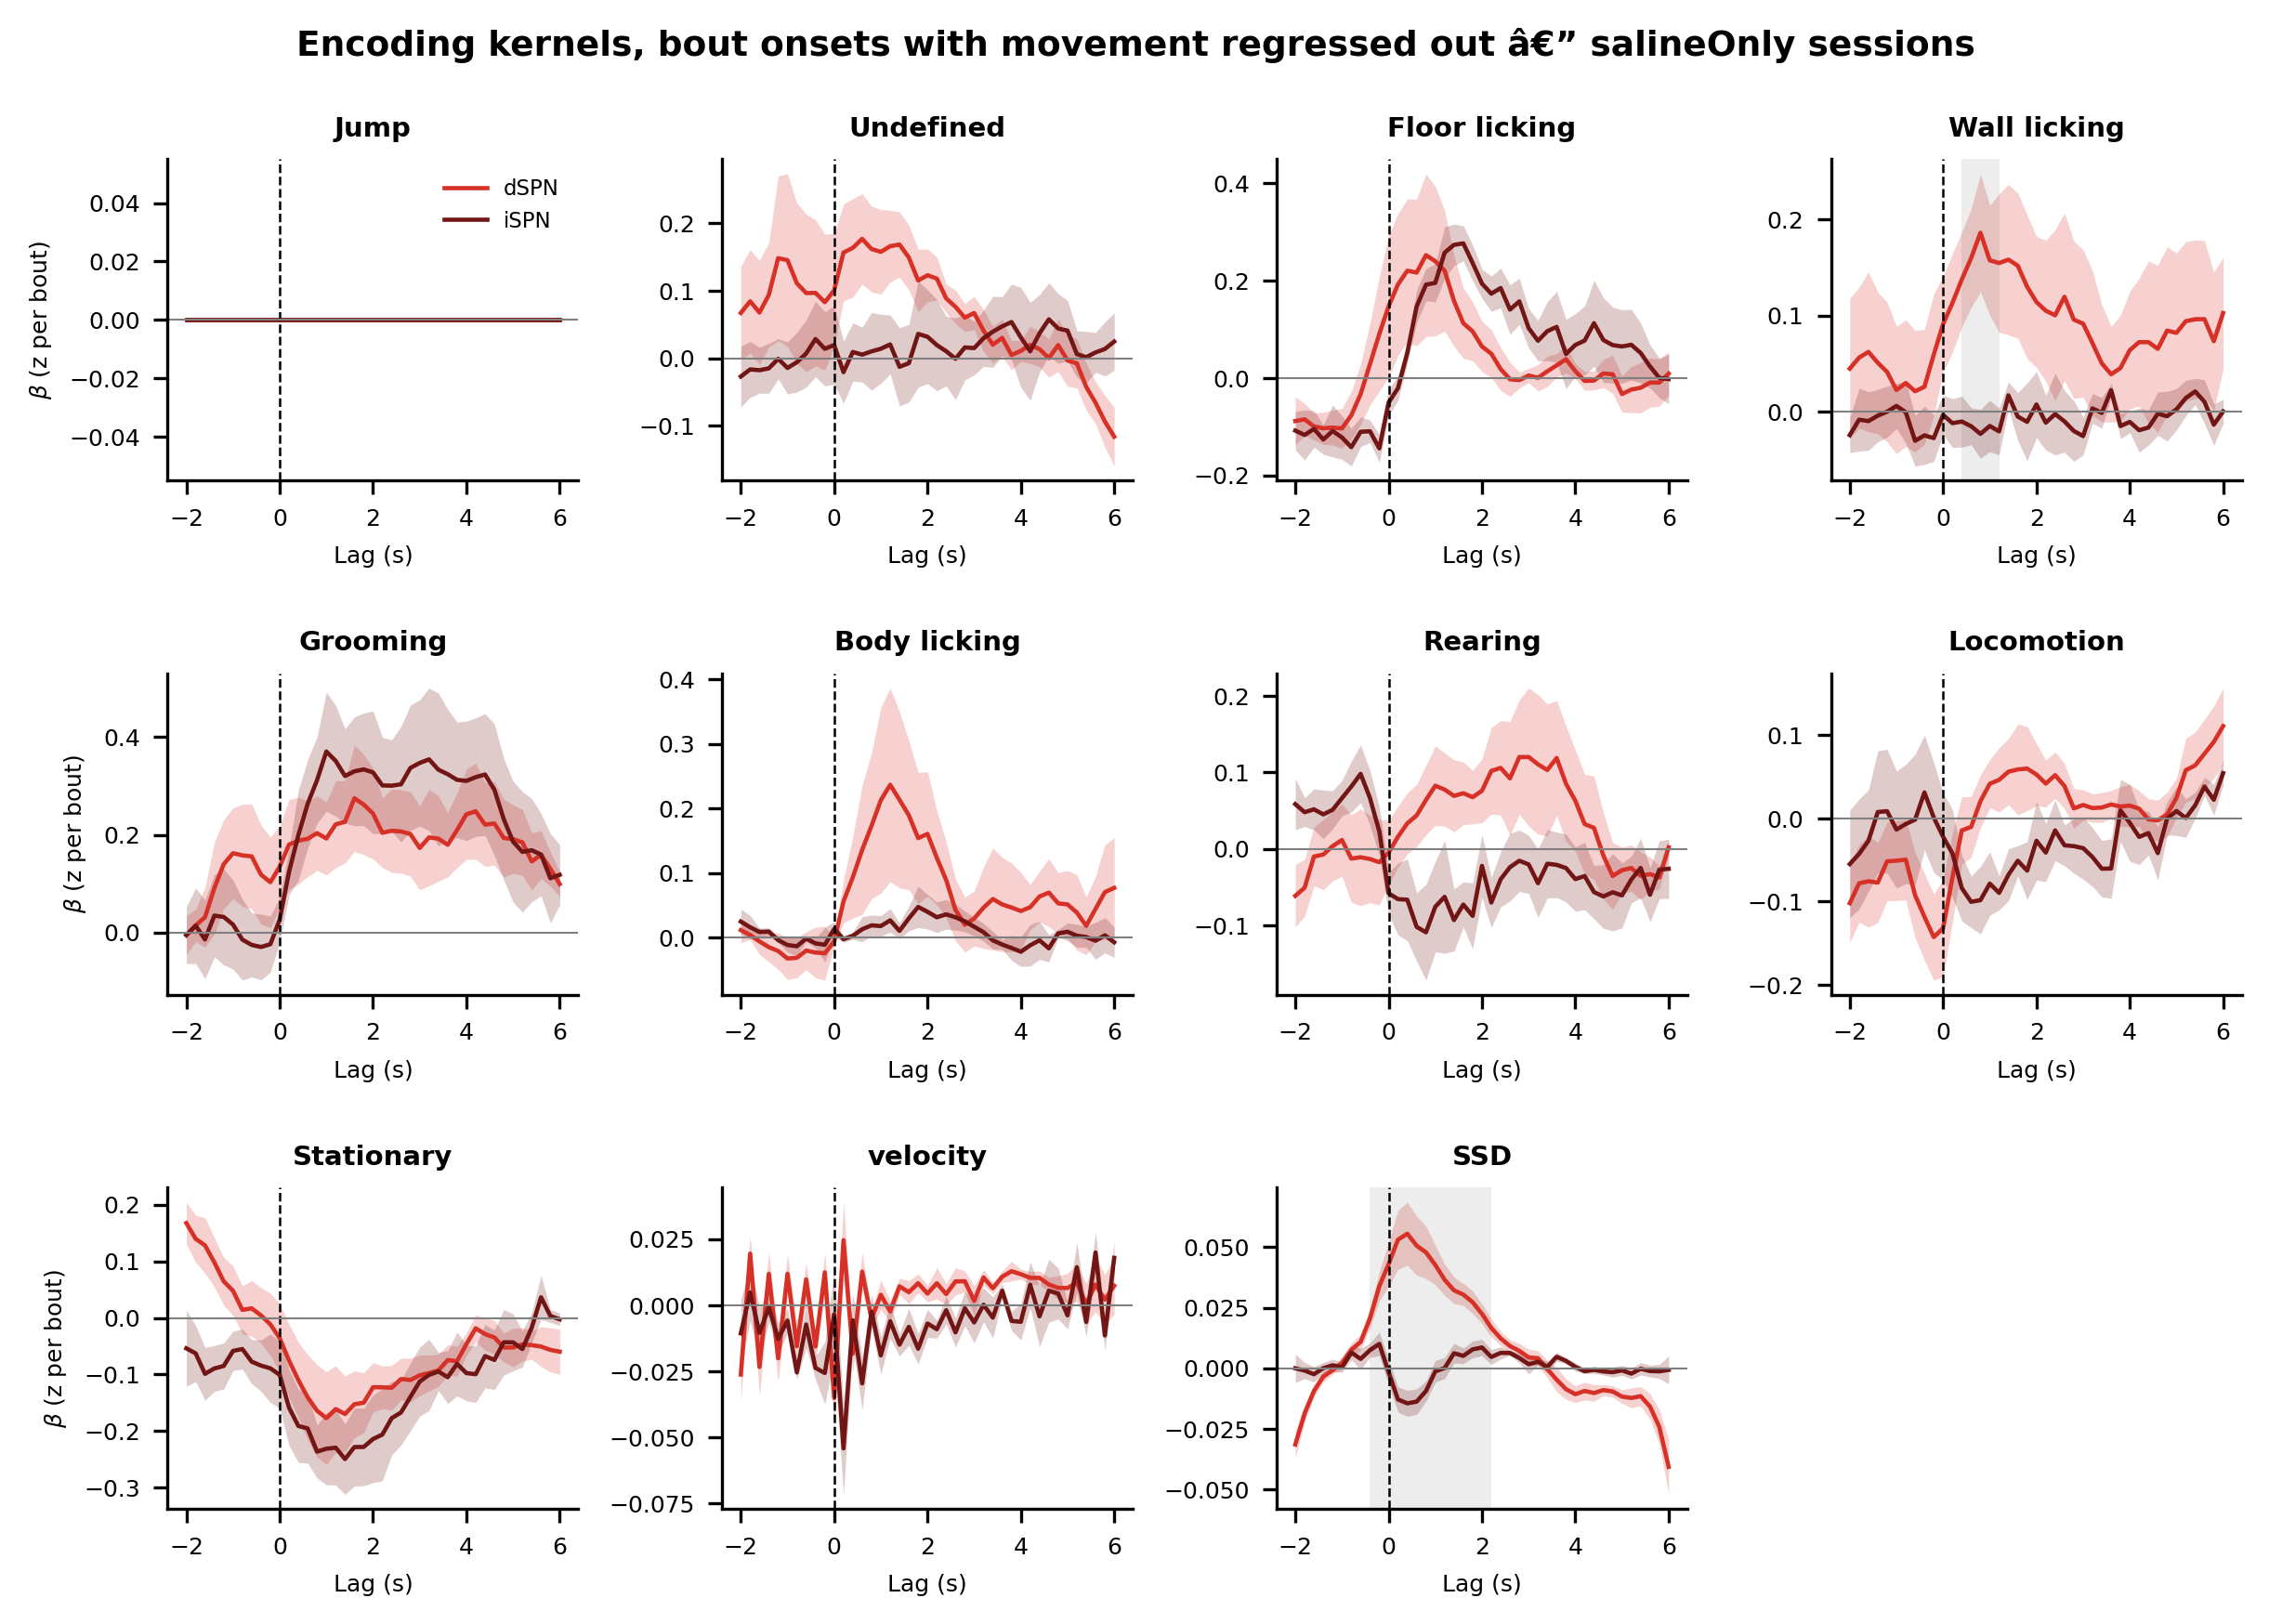 Encoding kernels, bout onsets with movement regressed out â€” salineOnly sessions
Jump
Undefined
Floor licking
Wall licking
dSPN
iSPN
β (z per bout)
0.04
0.02
0.00
−0.02
−0.04
0.2
0.1
0.0
−0.1
0.4
0.2
0.0
−0.2
0.2
0.1
0.0
−2 0 2 4 6
−2 0 2 4 6
−2 0 2 4 6
−2 0 2 4 6
Lag (s)
Lag (s)
Lag (s)
Lag (s)
Grooming
Body licking
Rearing
Locomotion
β (z per bout)
0.4
0.2
0.0
0.4
0.3
0.2
0.1
0.0
0.2
0.1
0.0
−0.1
0.1
0.0
−0.1
−0.2
−2 0 2 4 6
−2 0 2 4 6
−2 0 2 4 6
−2 0 2 4 6
Lag (s)
Lag (s)
Lag (s)
Lag (s)
Stationary
velocity
SSD
β (z per bout)
0.2
0.1
0.0
−0.1
−0.2
−0.3
0.025
0.000
−0.025
−0.050
−0.075
0.050
0.025
0.000
−0.025
−0.050
−2 0 2 4 6
−2 0 2 4 6
−2 0 2 4 6
Lag (s)
Lag (s)
Lag (s)